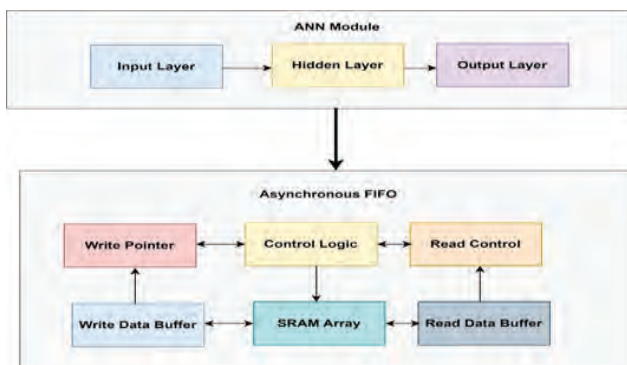 ANN Module
Input Layer
Hidden Layer
Output Layer
Asynchronous FIFO
Write Pointer
Control Logic
Read Control
Write Data Buffer
SRAM Array
Read Data Buffer